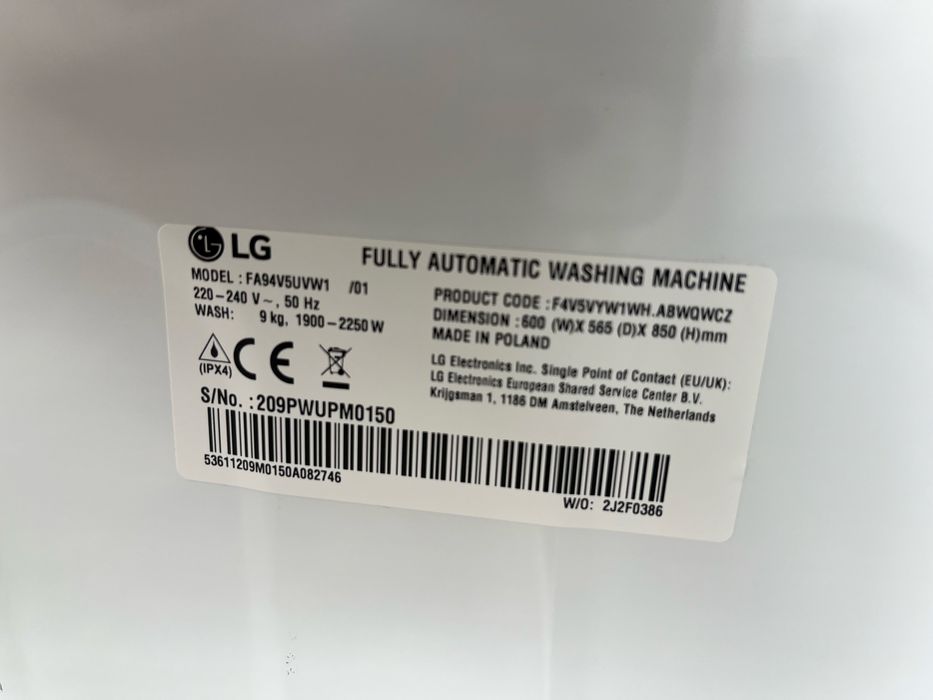 LG
FULLY AUTOMATIC WASHING MACHINE
MODEL : FA94V5UVW1 /01
220-240 V ~, 50 Hz
WASH: 9 kg, 1900-2250 W
PRODUCT CODE : F4V5VYW1WH.ABWQWCZ
DIMENSION : 600 (W)X 565 (D)X 850 (H)mm
MADE IN POLAND
(IPX4)
CE
LG Electronics Inc. Single Point of Contact (EU/UK):
LG Electronics European Shared Service Center B.V.
Krijgsman 1, 1186 DM Amstelveen, The Netherlands
S/No. : 209PWUPM0150
53611209M0150A082746
W/O: 2J2F0386